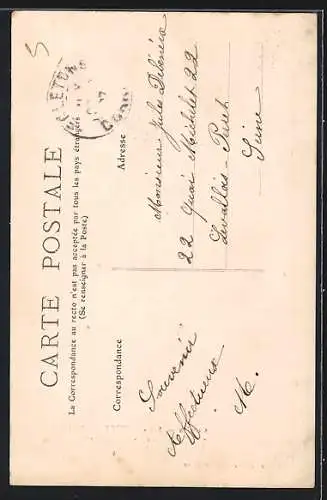 5
CARTE POSTALE
La Correspondance au recto n'est pas acceptée par tous les pays étrangers
(Se renseigner à la Poste)
Correspondance
Adresse
Souvenir
Affectueux
M.
Monsieur Jules
22 Quai Michelet 22
Levallois-Perret
Seine